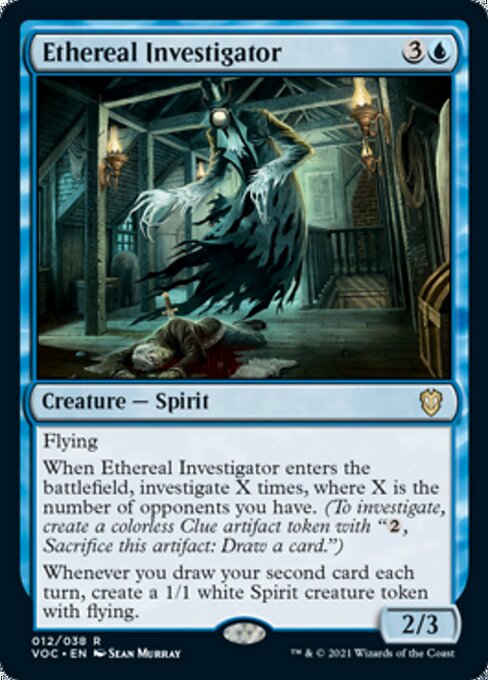 Ethereal Investigator 3
Creature — Spirit
Flying
When Ethereal Investigator enters the
battlefield, investigate X times, where X is the
number of opponents you have. (To investigate,
create a colorless Clue artifact token with “2,
Sacrifice this artifact: Draw a card.”)
Whenever you draw your second card each
turn, create a 1/1 white Spirit creature token
with flying.
2/3
012/038 R
VOC • EN Sean Murray
™ & © 2021 Wizards of the Coast